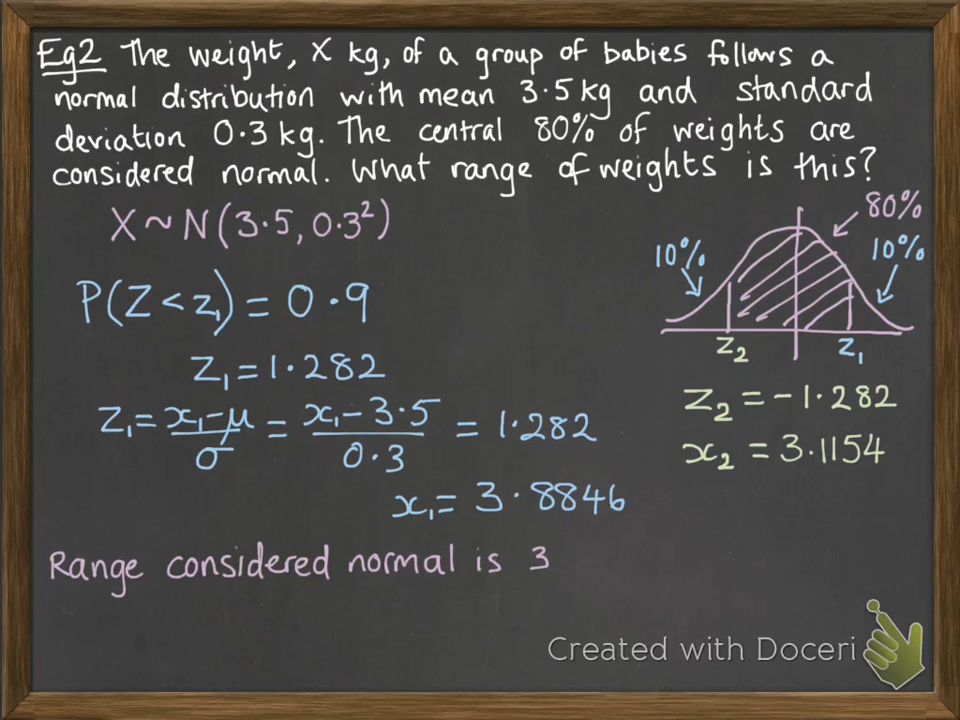 Eg2 The weight, X kg, of a group of babies follows a
normal distribution with mean 3.5 kg and standard
deviation 0.3 kg. The central 80% of weights are
considered normal. What range of weights is this?
X ~ N(3.5, 0.3²)
80%
10%
10%
P(Z < z₁) = 0.9
z₂
z₁
z₁ = 1.282
z₂ = -1.282
z₁ = x₁-μ/σ = x₁-3.5/0.3 = 1.282
x₂ = 3.1154
x₁ = 3.8846
Range considered normal is 3
Created with Doceri